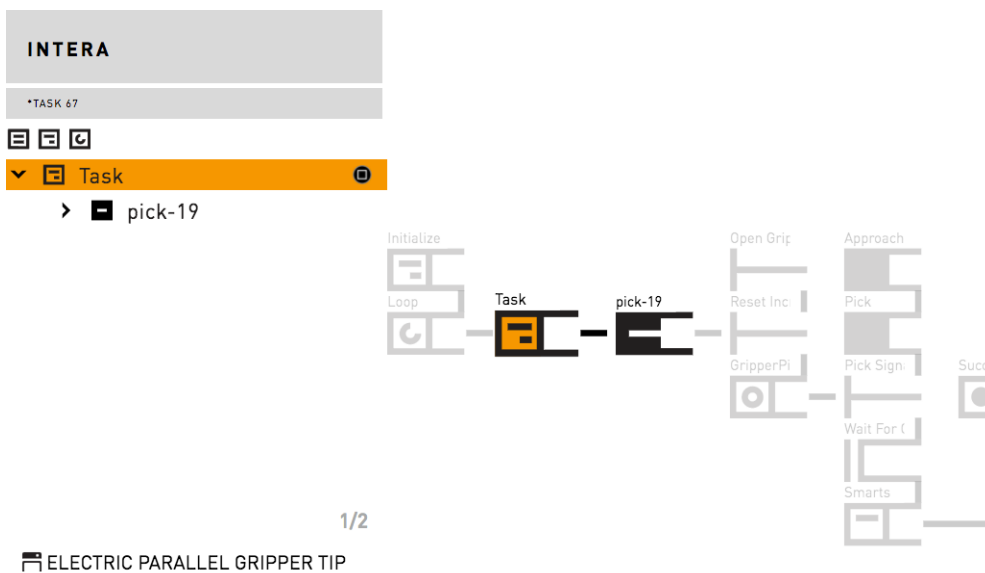 INTERA
*TASK 67
Task
pick-19
Initialize
Open Grip
Approach
Loop
Task
pick-19
Reset Inc
Pick
GripperPi
Pick Sign
Succ
Wait For
Smarts
1/2
ELECTRIC PARALLEL GRIPPER TIP